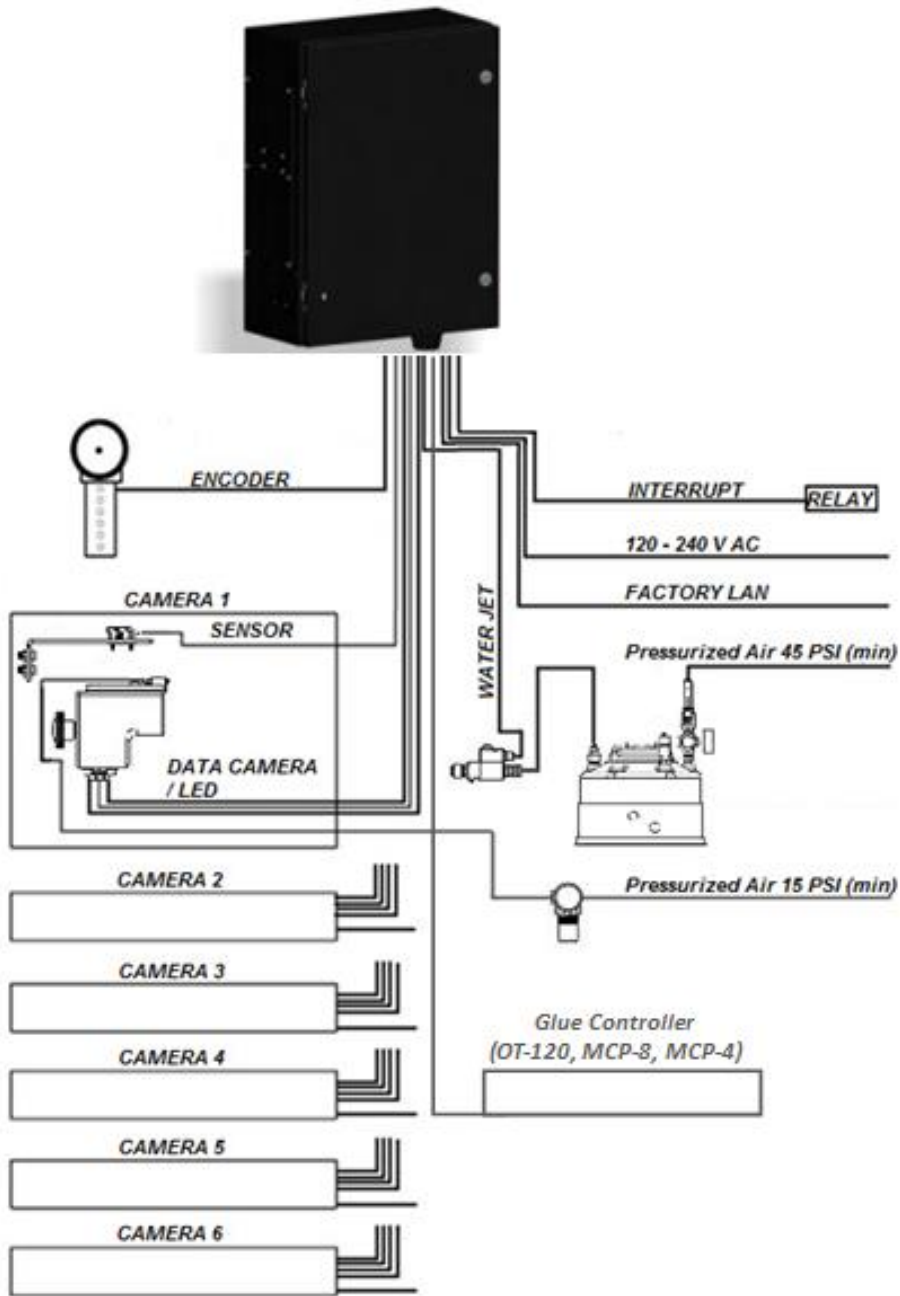 ENCODER
INTERRUPT
RELAY
120 - 240 V AC
CAMERA 1
FACTORY LAN
SENSOR
WATER JET
Pressurized Air 45 PSI (min)
DATA CAMERA
/ LED
CAMERA 2
Pressurized Air 15 PSI (min)
CAMERA 3
Glue Controller
(OT-120, MCP-8, MCP-4)
CAMERA 4
CAMERA 5
CAMERA 6